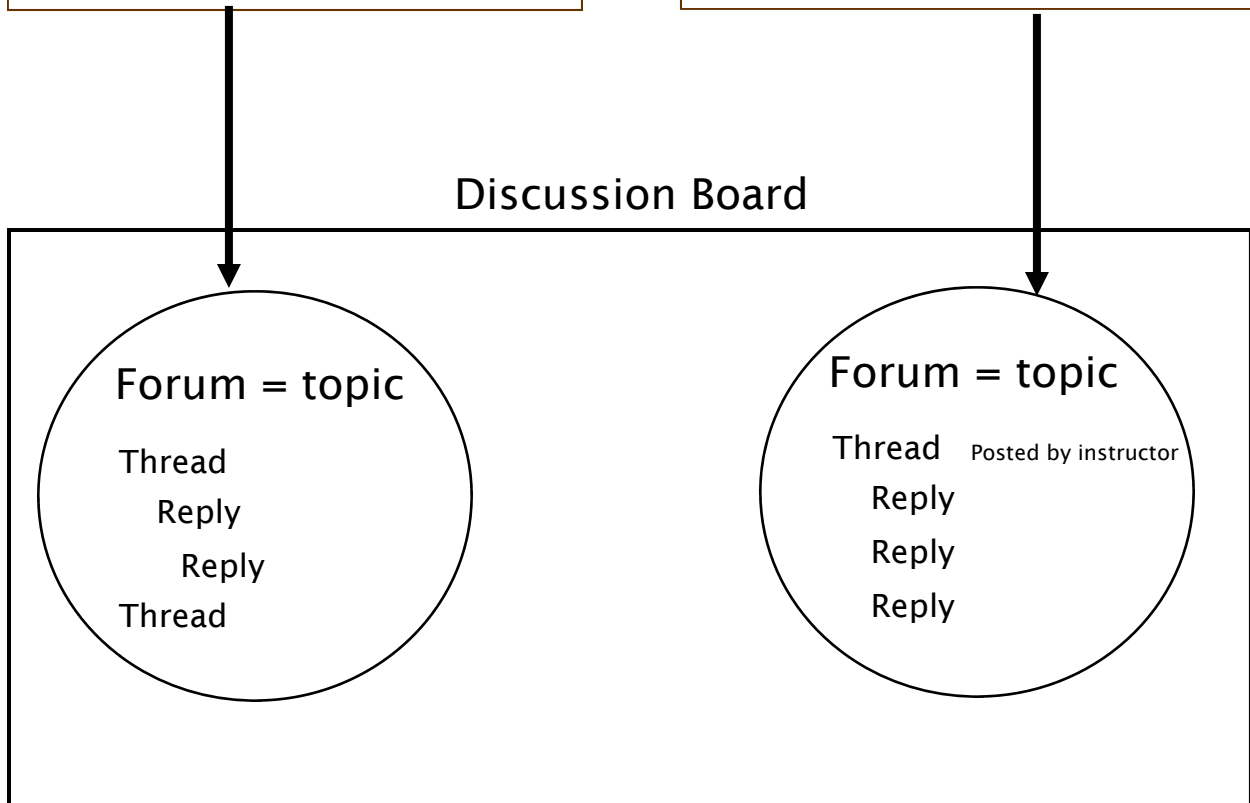 Discussion Board
Forum = topic
Thread
Reply
Reply
Thread
Forum = topic
Thread Posted by instructor
Reply
Reply
Reply